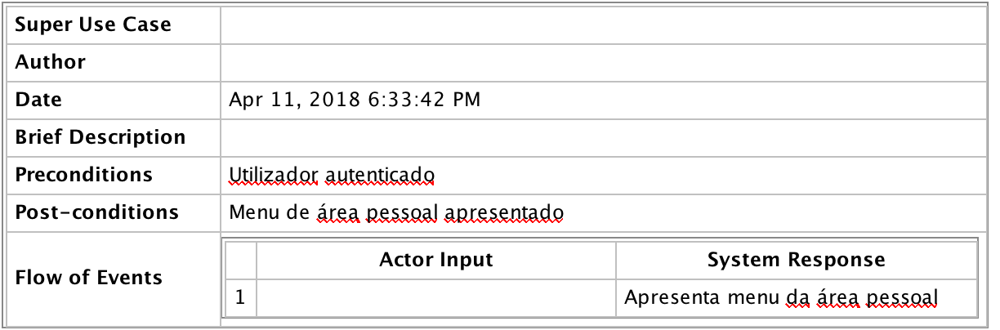 Super Use Case
Author
Date Apr 11, 2018 6:33:42 PM
Brief Description
Preconditions Utilizador autenticado
Post-conditions Menu de área pessoal apresentado
Flow of Events
Actor Input System Response
1 Apresenta menu da área pessoal